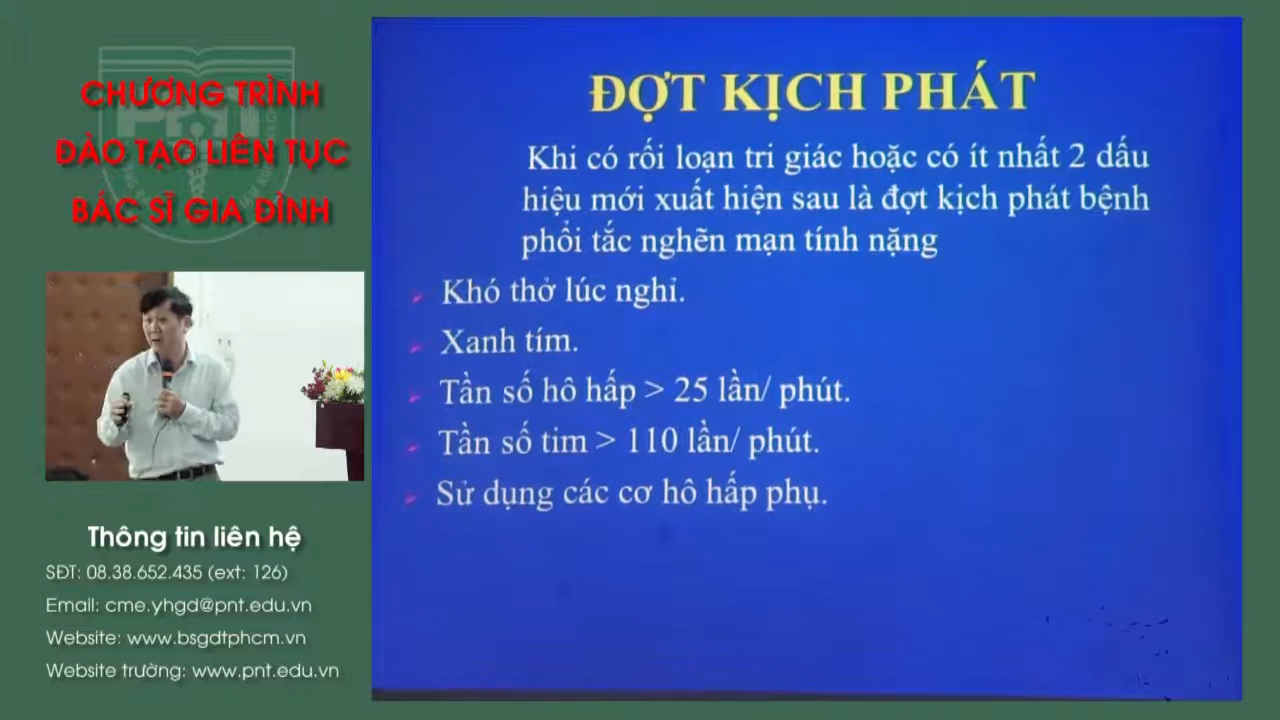 CHƯƠNG TRÌNH
ĐÀO TẠO LIÊN TỤC
BÁC SĨ GIA ĐÌNH
Thông tin liên hệ
SĐT: 08.38.652.435 (ext: 126)
Email: cme.yhgd@pnt.edu.vn
Website: www.bsgdtphcm.vn
Website trường: www.pnt.edu.vn
ĐỢT KỊCH PHÁT
Khi có rối loạn tri giác hoặc có ít nhất 2 dấu
hiệu mới xuất hiện sau là đợt kịch phát bệnh
phổi tắc nghẽn mạn tính nặng
Khó thở lúc nghỉ.
Xanh tím.
Tần số hô hấp > 25 lần/ phút.
Tần số tim > 110 lần/ phút.
Sử dụng các cơ hô hấp phụ.